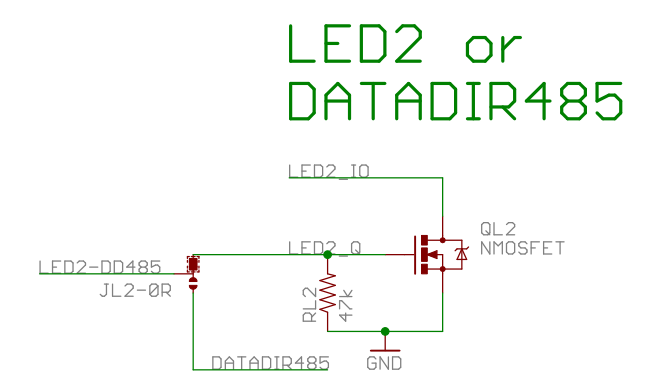 LED2 or
DATADIR485
LED2_IO
QL2
NMOSFET
LED2_Q
LED2-DD485
JL2-0R
RL2
47k
DATADIR485
GND